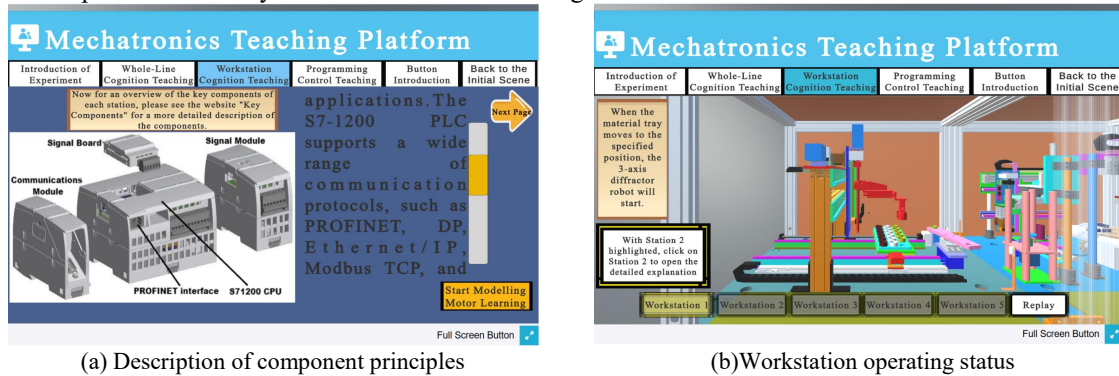 Mechatronics Teaching Platform
Introduction of Experiment
Whole-Line Cognition Teaching
Workstation Cognition Teaching
Programming Control Teaching
Button Introduction
Back to the Initial Scene
Now for an overview of the key components of
each station, please see the website "Key
Components" for a more detailed description of
the components.
Signal Board
Signal Module
Communications
Module
PROFINET interface
S71200 CPU
applications.The
S7-1200 PLC
supports a wide
range of
communication
protocols, such as
PROFINET, DP,
Ethernet/IP,
Modbus TCP, and
Next Page
Start Modelling
Motor Learning
Full Screen Button
(a) Description of component principles
Mechatronics Teaching Platform
Introduction of Experiment
Whole-Line Cognition Teaching
Workstation Cognition Teaching
Programming Control Teaching
Button Introduction
Back to the Initial Scene
When the
material tray
moves to the
specified
position, the
3-axis
diffractor
robot will
start.
With Station 2
highlighted, click on
Station 2 to open the
detailed explanation
Workstation 1
Workstation 2
Workstation 3
Workstation 4
Workstation 5
Replay
Full Screen Button
(b)Workstation operating status